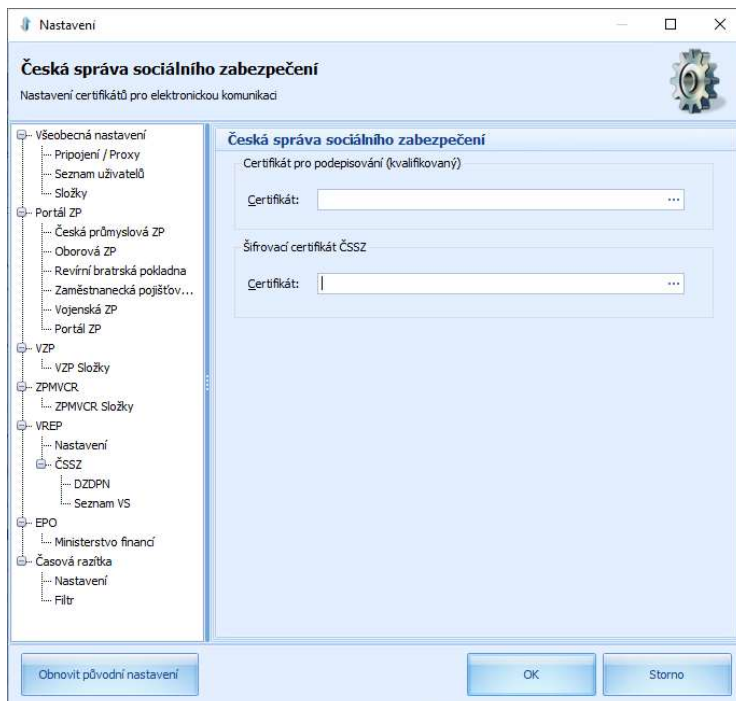 Nastavení
Česká správa sociálního zabezpečení
Nastavení certifikátů pro elektronickou komunikaci
Všeobecná nastavení
Připojení / Proxy
Seznam uživatelů
Složky
Portál ZP
Česká průmyslová ZP
Oborová ZP
Revírní bratrská pokladna
Zaměstnanecká pojišťov...
Vojenská ZP
Portál ZP
VZP
VZP Složky
ZPMVCR
ZPMVCR Složky
VREP
Nastavení
ČSSZ
DZDPN
Seznam VS
EPO
Ministerstvo financí
Časová razítka
Nastavení
Filtr
Česká správa sociálního zabezpečení
Certifikát pro podepisování (kvalifikovaný)
Certifikát: ...
Šifrovací certifikát ČSSZ
Certifikát: ...
Obnovit původní nastavení
OK
Storno